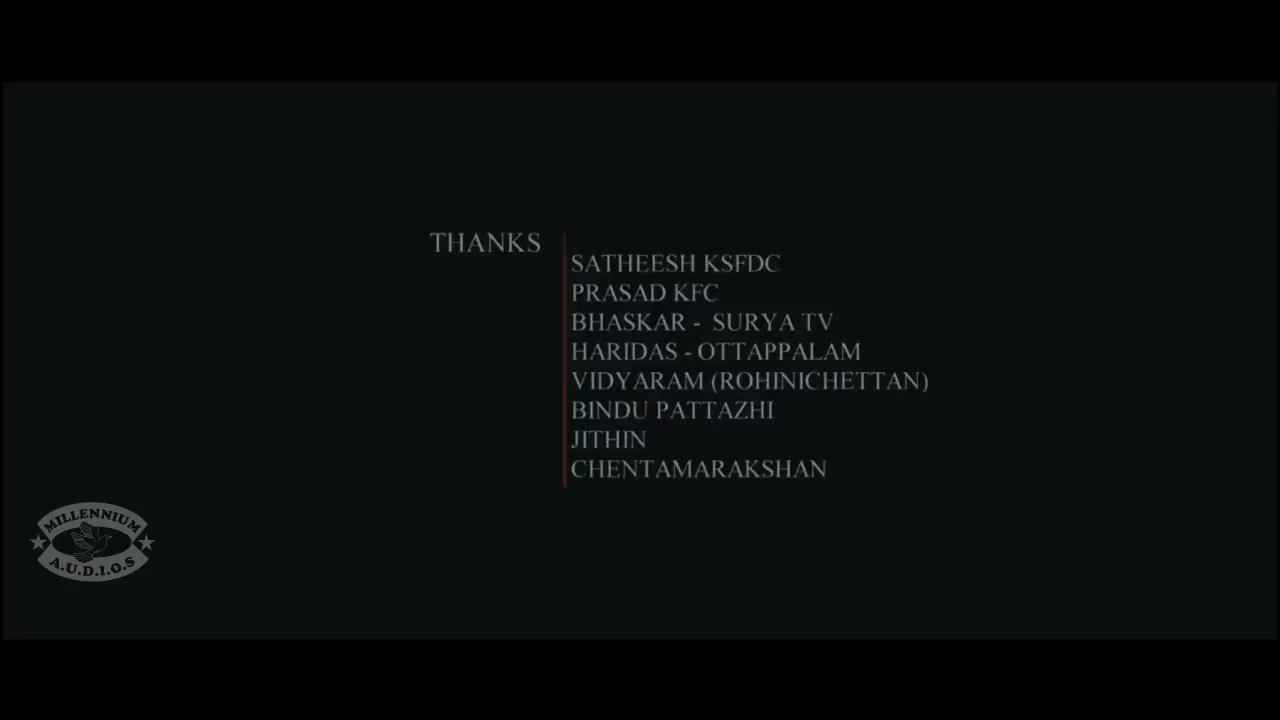 THANKS
SATHEESH KSFDC
PRASAD KFC
BHASKAR - SURYA TV
HARIDAS - OTTAPPALAM
VIDYARAM (ROHINICHETTAN)
BINDU PATTAZHI
JITHIN
CHENTAMARAKSHAN
MILLENNIUM
A.U.D.I.O.S